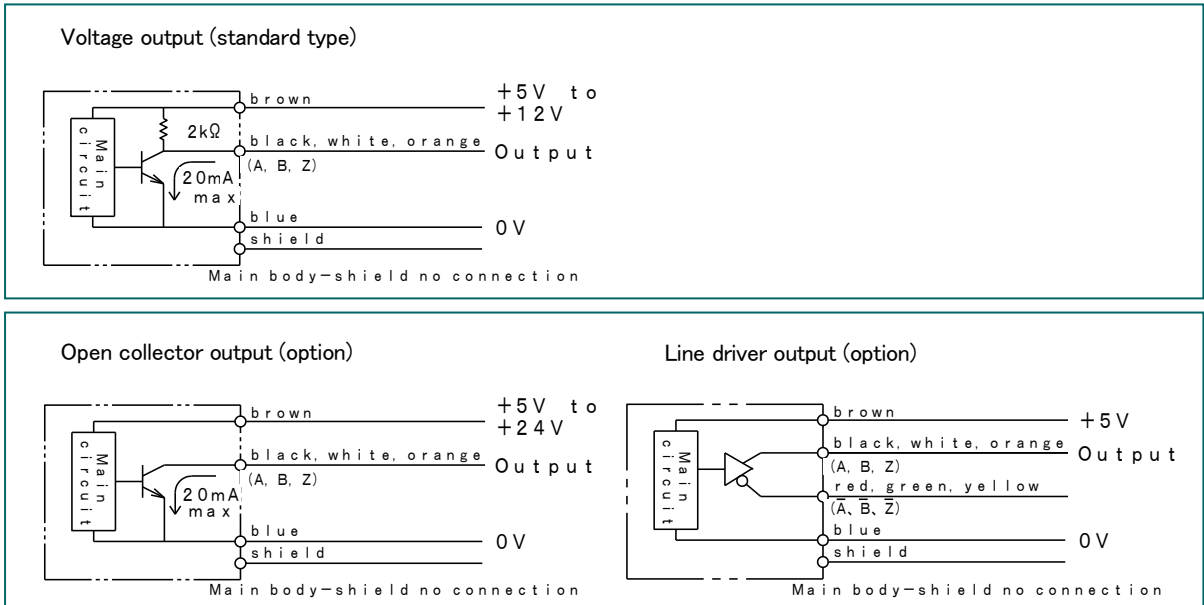 Voltage output (standard type)
brown
+5V to
+12V
2kΩ
black, white, orange
Output
(A, B, Z)
Main
circuit
20mA
max
blue
0V
shield
Main body-shield no connection
Open collector output (option)
brown
+5V to
+24V
black, white, orange
Output
(A, B, Z)
Main
circuit
20mA
max
blue
0V
shield
Main body-shield no connection
Line driver output (option)
brown
+5V
black, white, orange
Output
(A, B, Z)
Main
circuit
red, green, yellow
(A̅、B̅、Z̅)
blue
0V
shield
Main body-shield no connection